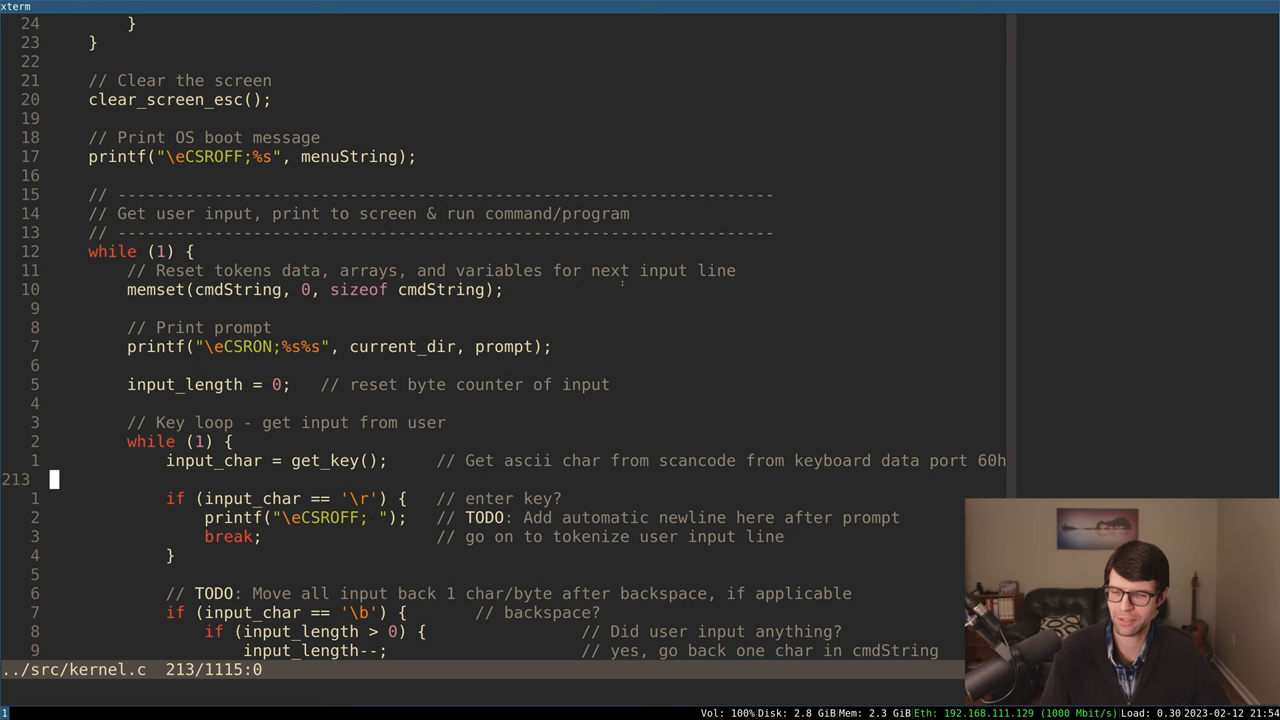 xterm
24 }
23 }
22
21 // Clear the screen
20 clear_screen_esc();
19
18 // Print OS boot message
17 printf("\eCSROFF;%s", menuString);
16
15 // --------------------------------------------------------------------
14 // Get user input, print to screen & run command/program
13 // --------------------------------------------------------------------
12 while (1) {
11 // Reset tokens data, arrays, and variables for next input line
10 memset(cmdString, 0, sizeof cmdString);
9
8 // Print prompt
7 printf("\eCSRON;%s%s", current_dir, prompt);
6
5 input_length = 0; // reset byte counter of input
4
3 // Key loop - get input from user
2 while (1) {
1 input_char = get_key(); // Get ascii char from scancode from keyboard data port 60h
213
1 if (input_char == '\r') { // enter key?
2 printf("\eCSROFF; "); // TODO: Add automatic newline here after prompt
3 break; // go on to tokenize user input line
4 }
5
6 // TODO: Move all input back 1 char/byte after backspace, if applicable
7 if (input_char == '\b') { // backspace?
8 if (input_length > 0) { // Did user input anything?
9 input_length--; // yes, go back one char in cmdString
../src/kernel.c 213/1115:0
1 Vol: 100% Disk: 2.8 GiB Mem: 2.3 GiB Eth: 192.168.111.129 (1000 Mbit/s) Load: 0.30 2023-02-12 21:54